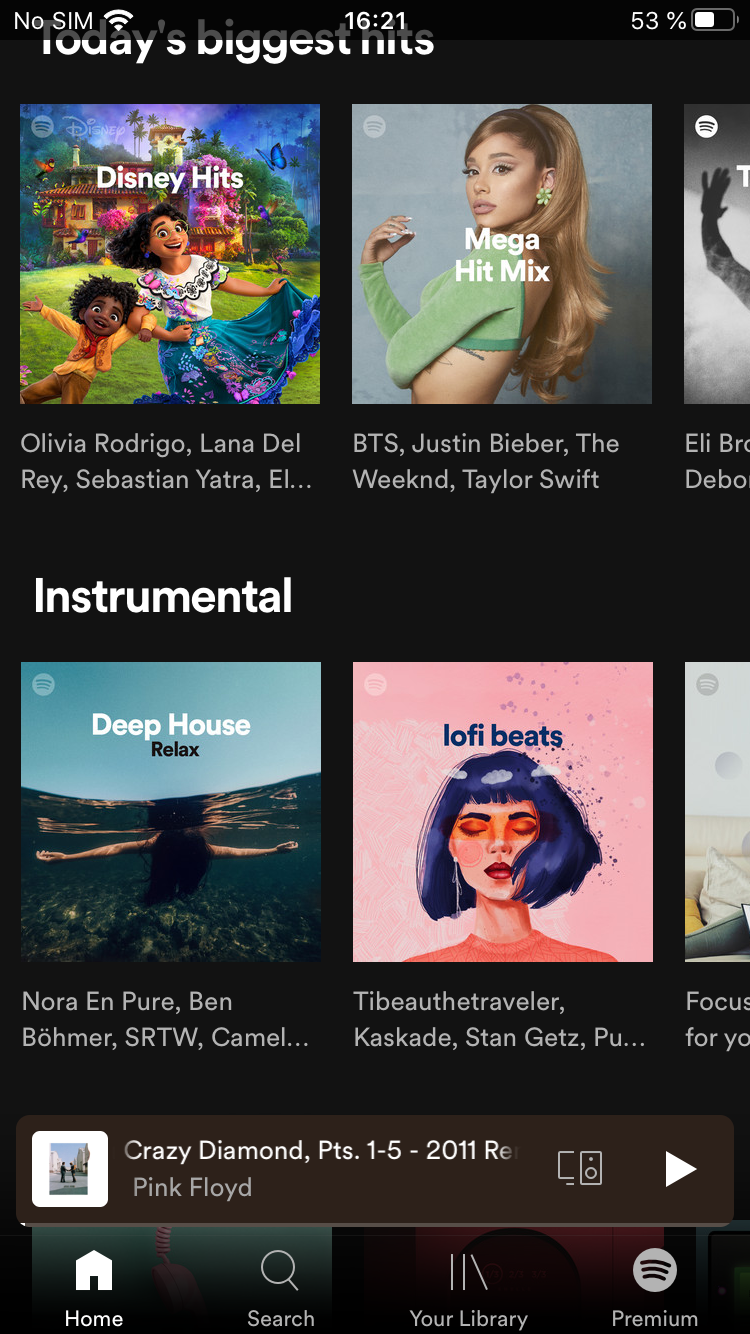 No SIM 16:21 53 %
Today's biggest hits
Disney
Disney Hits
Mega
Hit Mix
T
Olivia Rodrigo, Lana Del
Rey, Sebastian Yatra, El...
BTS, Justin Bieber, The
Weeknd, Taylor Swift
Eli Bro
Debor
Instrumental
Deep House
Relax
lofi beats
Nora En Pure, Ben
Böhmer, SRTW, Camel...
Tibeauthetraveler,
Kaskade, Stan Getz, Pu...
Focus
for yo
Crazy Diamond, Pts. 1-5 - 2011 Rem
Pink Floyd
Home Search Your Library Premium